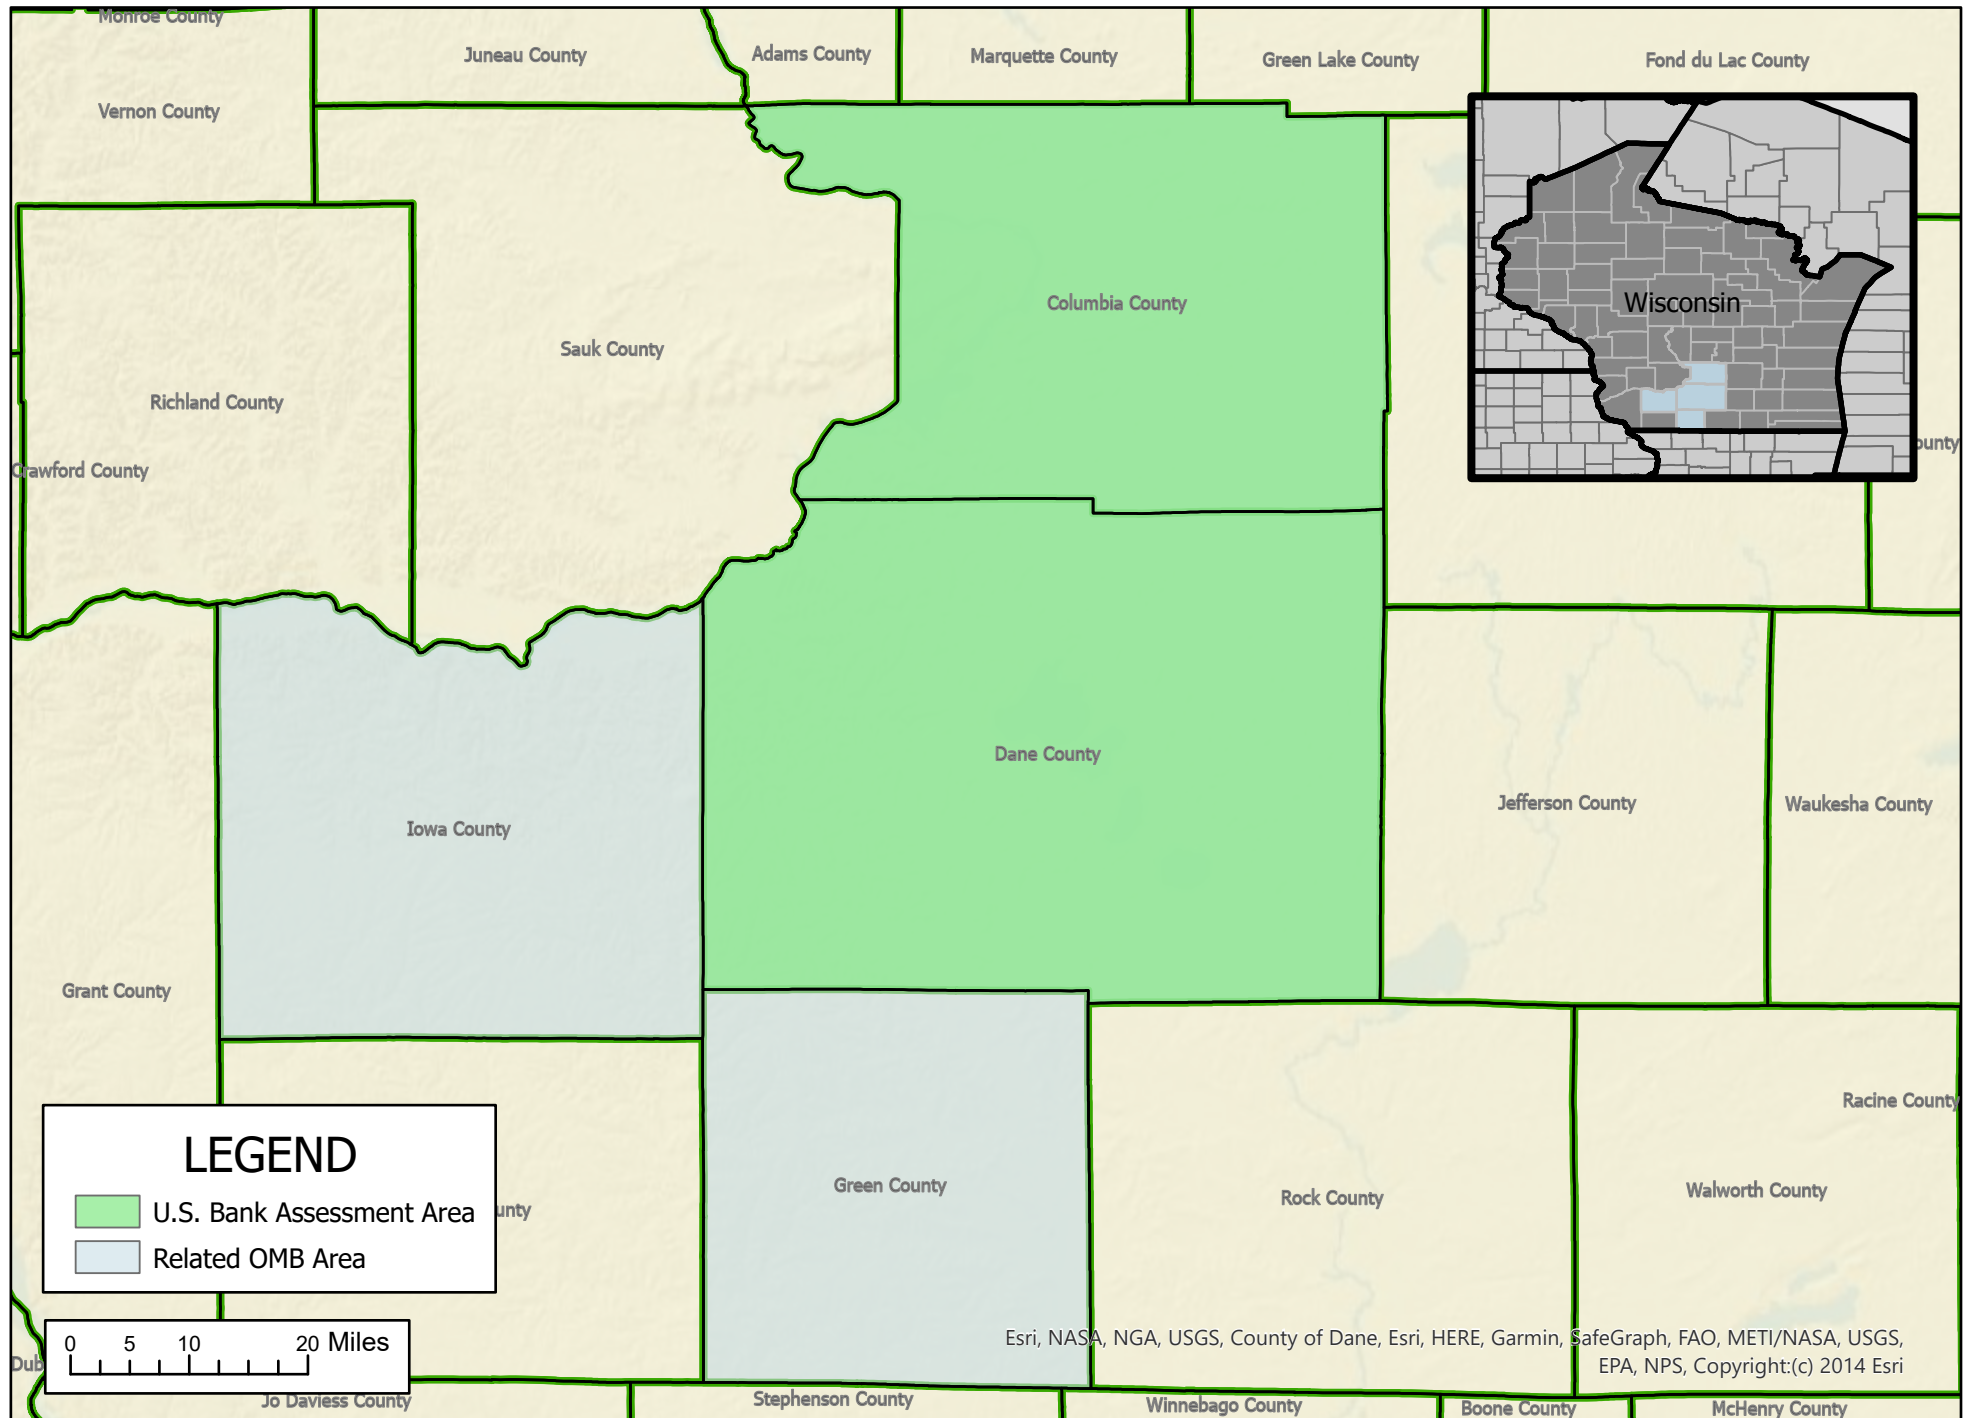 Monroe County
Juneau County
Adams County
Marquette County
Green Lake County
Fond du Lac County
Vernon County
Wisconsin
Columbia County
Sauk County
Richland County
Crawford County
ounty
Dane County
Iowa County
Jefferson County
Waukesha County
Grant County
Racine County
Green County
Rock County
Walworth County
LEGEND
U.S. Bank Assessment Area
unty
Related OMB Area
0 5 10 20 Miles
Esri, NASA, NGA, USGS, County of Dane, Esri, HERE, Garmin, SafeGraph, FAO, METI/NASA, USGS,
EPA, NPS, Copyright:(c) 2014 Esri
Dub
Jo Daviess County
Stephenson County
Winnebago County
Boone County
McHenry County